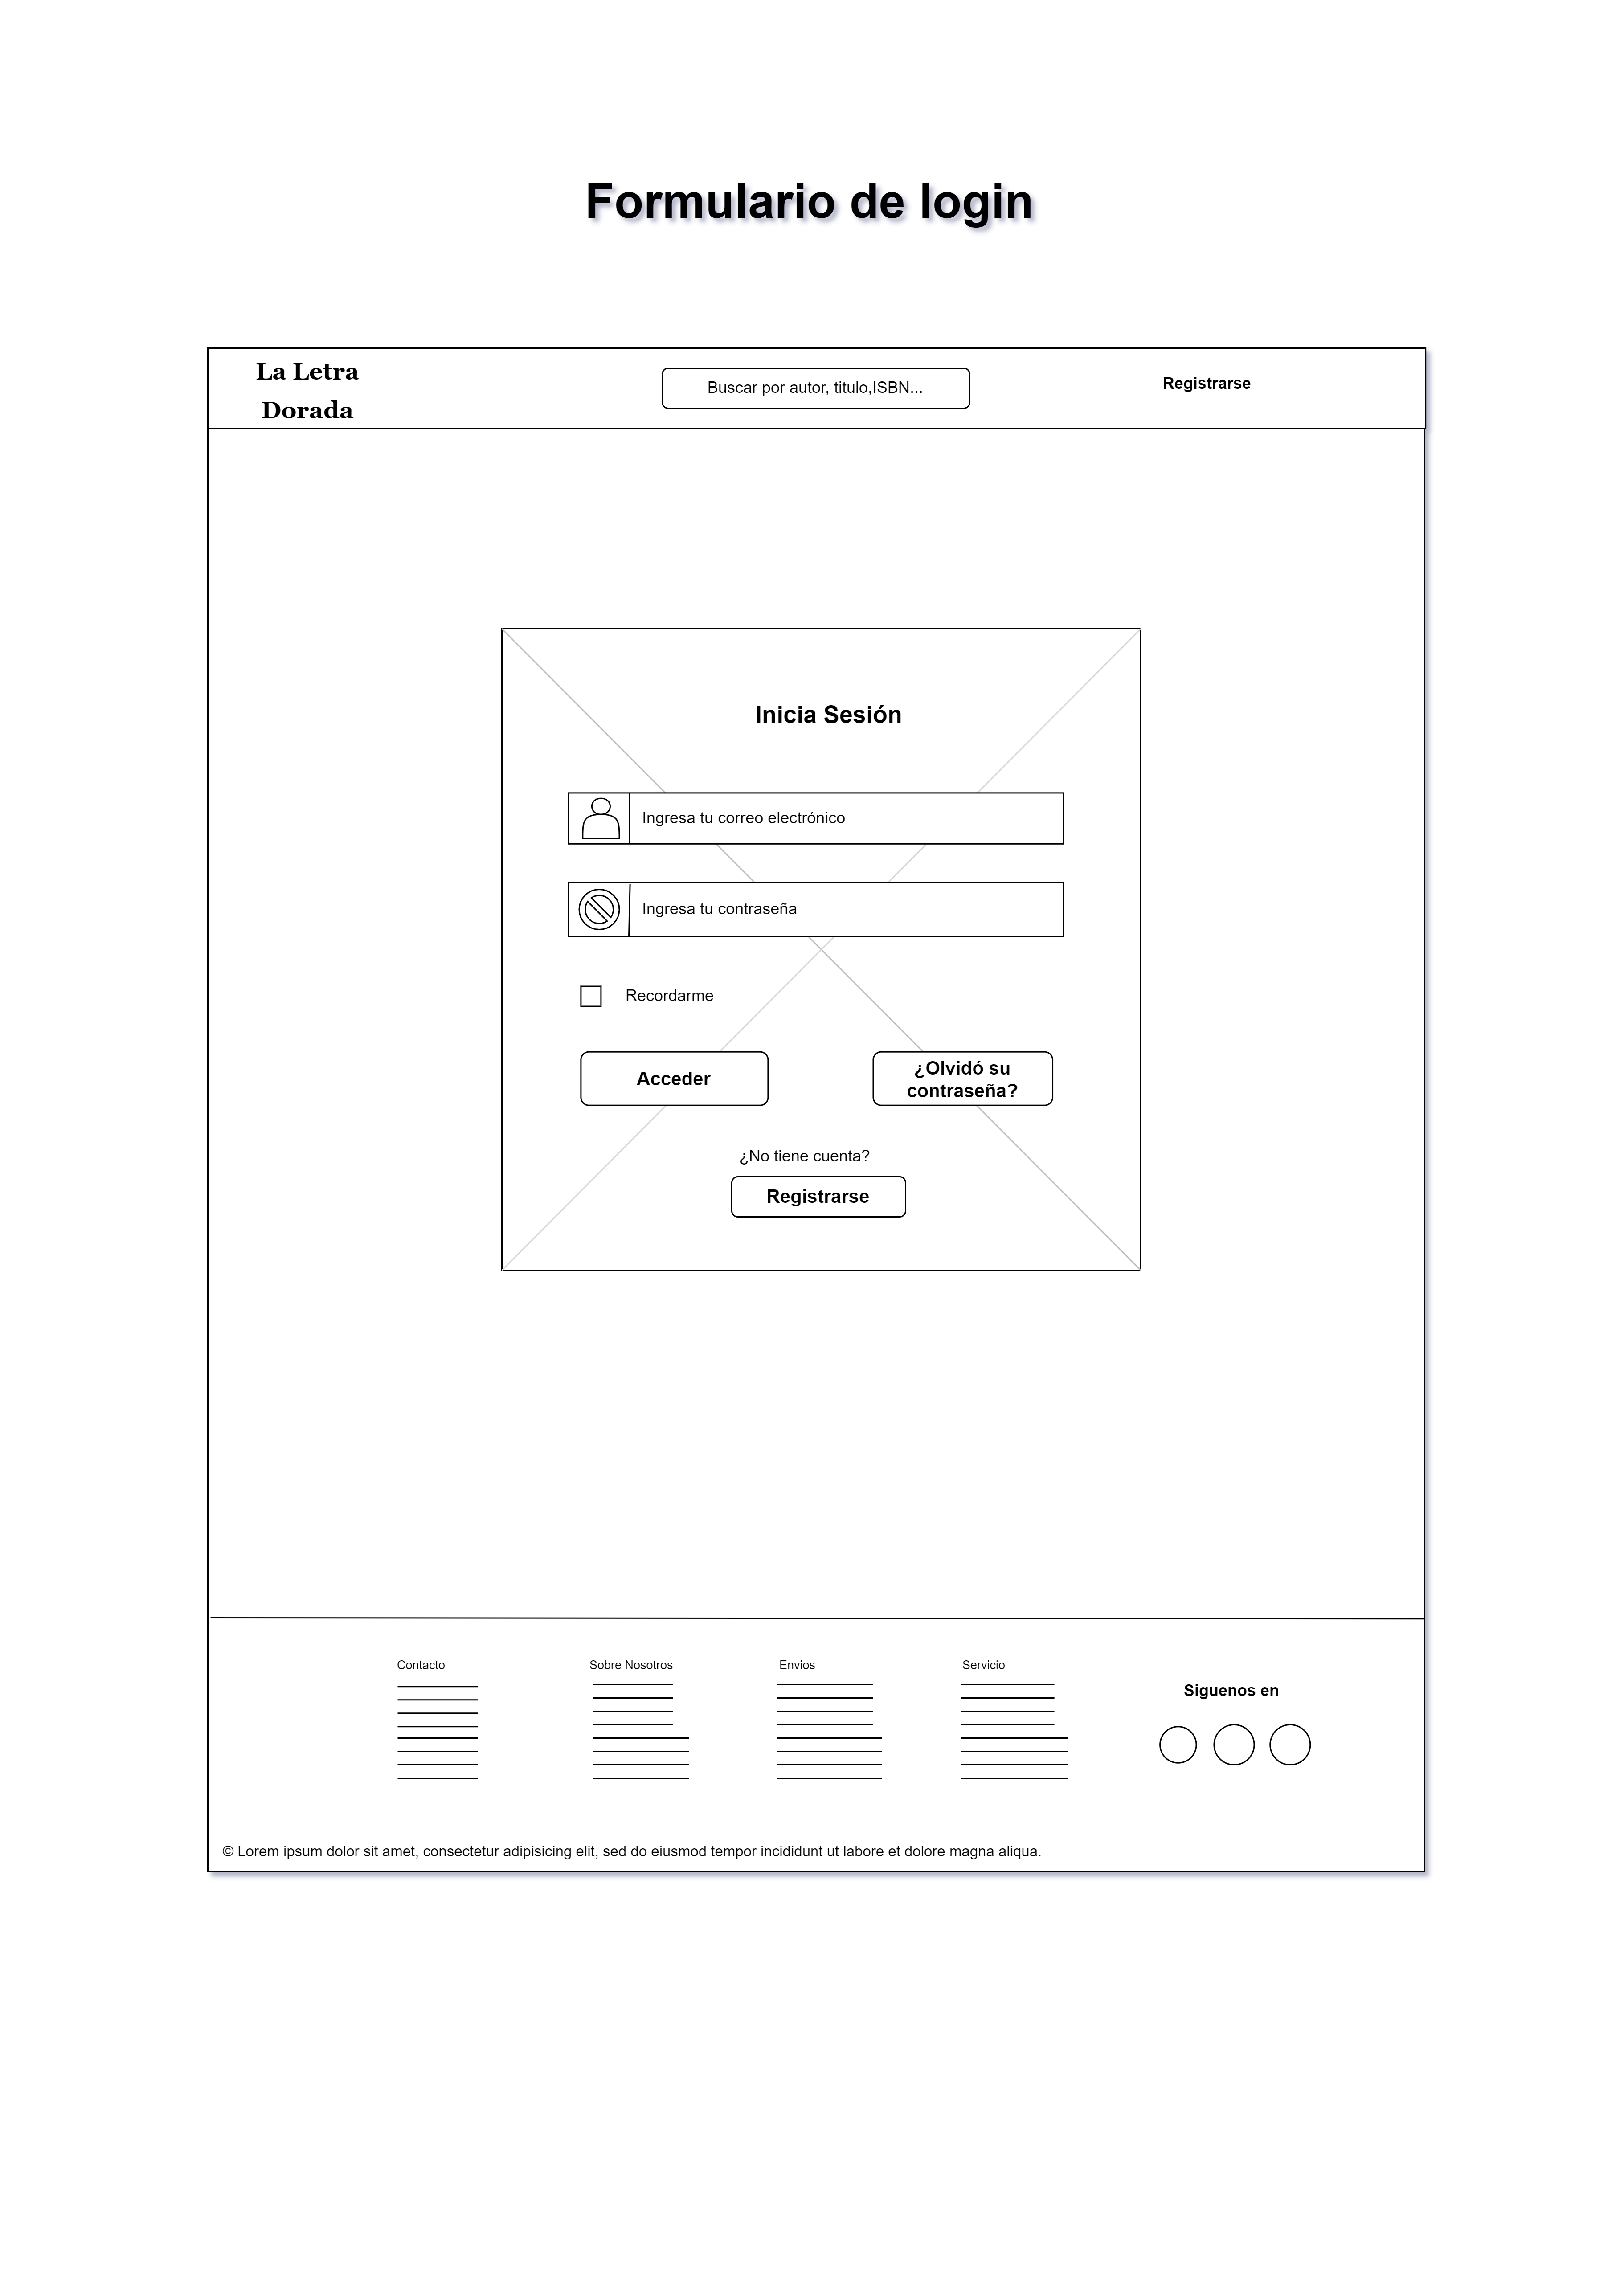 Formulario de login
La Letra
Dorada
Buscar por autor, titulo,ISBN...
Registrarse
Inicia Sesión
Ingresa tu correo electrónico
Ingresa tu contraseña
Recordarme
Acceder
¿Olvidó su
contraseña?
¿No tiene cuenta?
Registrarse
Contacto
Sobre Nosotros
Envios
Servicio
Siguenos en
© Lorem ipsum dolor sit amet, consectetur adipisicing elit, sed do eiusmod tempor incididunt ut labore et dolore magna aliqua.